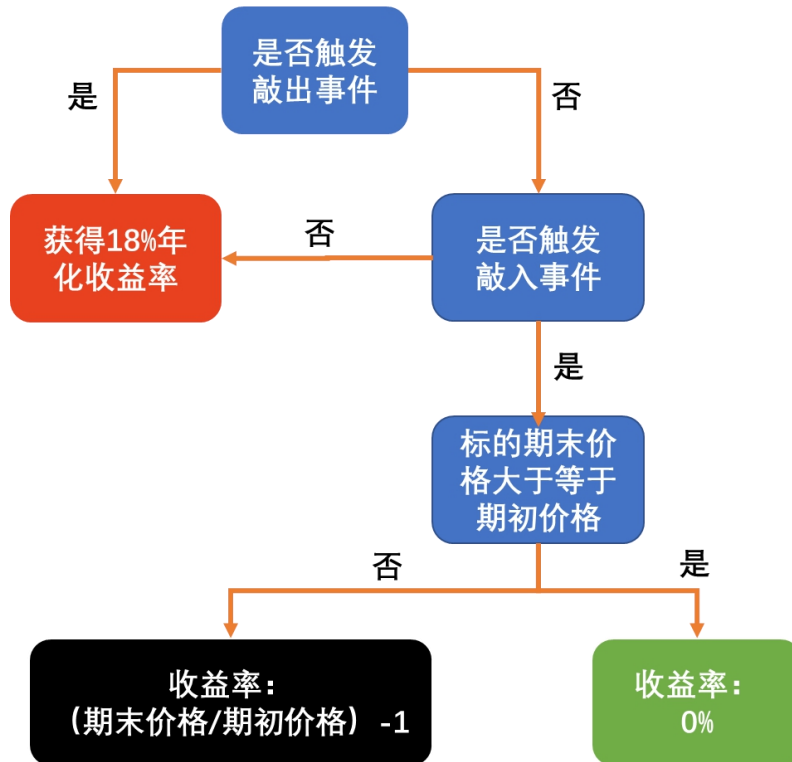 是否触发
敲出事件
是
否
获得18%年
化收益率
否
是否触发
敲入事件
是
标的期末价
格大于等于
期初价格
否
是
收益率：
（期末价格/期初价格）-1
收益率：
0%